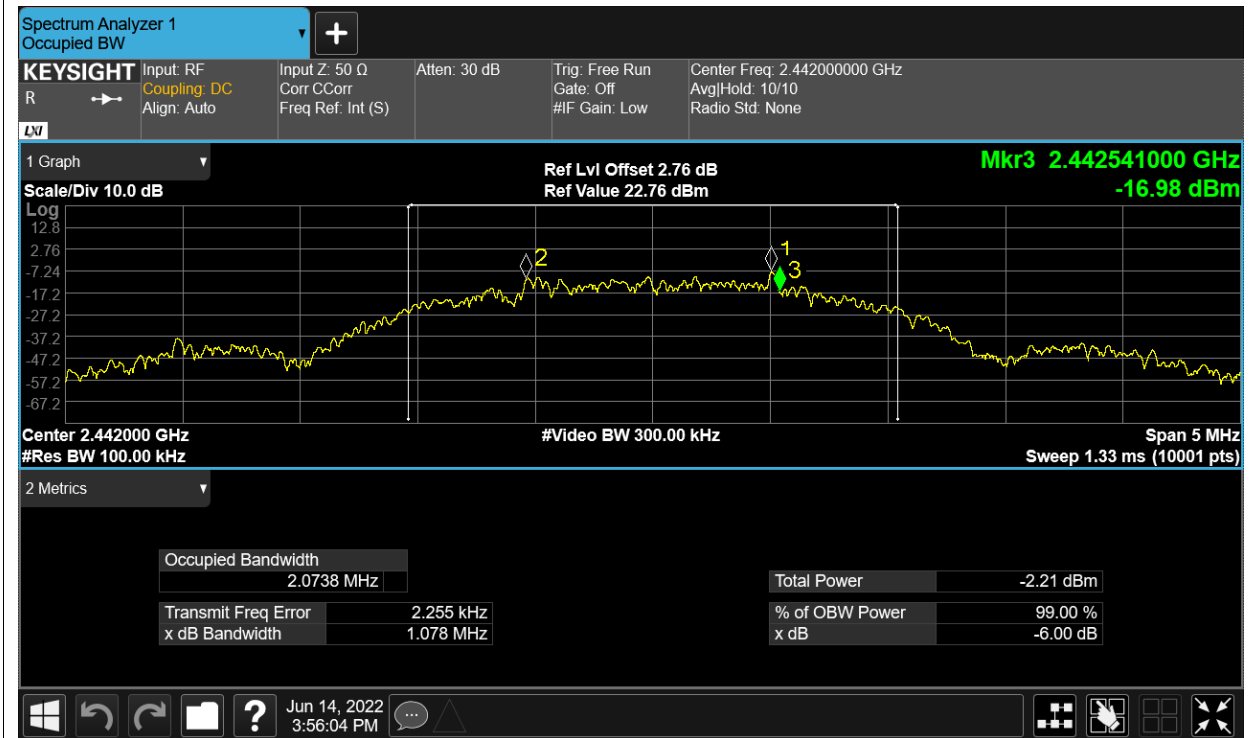 Spectrum Analyzer 1
Occupied BW
KEYSIGHT
R
LXI
Input: RF
Coupling: DC
Align: Auto
Input Z: 50 Ω
Corr CCorr
Freq Ref: Int (S)
Atten: 30 dB
Trig: Free Run
Gate: Off
#IF Gain: Low
Center Freq: 2.442000000 GHz
Avg|Hold: 10/10
Radio Std: None
1 Graph
Scale/Div 10.0 dB
Ref Lvl Offset 2.76 dB
Ref Value 22.76 dBm
Mkr3 2.442541000 GHz
-16.98 dBm
Log
12.8
2.76
-7.24
-17.2
-27.2
-37.2
-47.2
-57.2
-67.2
2
1
3
Center 2.442000 GHz
#Res BW 100.00 kHz
#Video BW 300.00 kHz
Span 5 MHz
Sweep 1.33 ms (10001 pts)
2 Metrics
Occupied Bandwidth
2.0738 MHz
Transmit Freq Error 2.255 kHz
x dB Bandwidth 1.078 MHz
Total Power -2.21 dBm
% of OBW Power 99.00 %
x dB -6.00 dB
?
Jun 14, 2022
3:56:04 PM